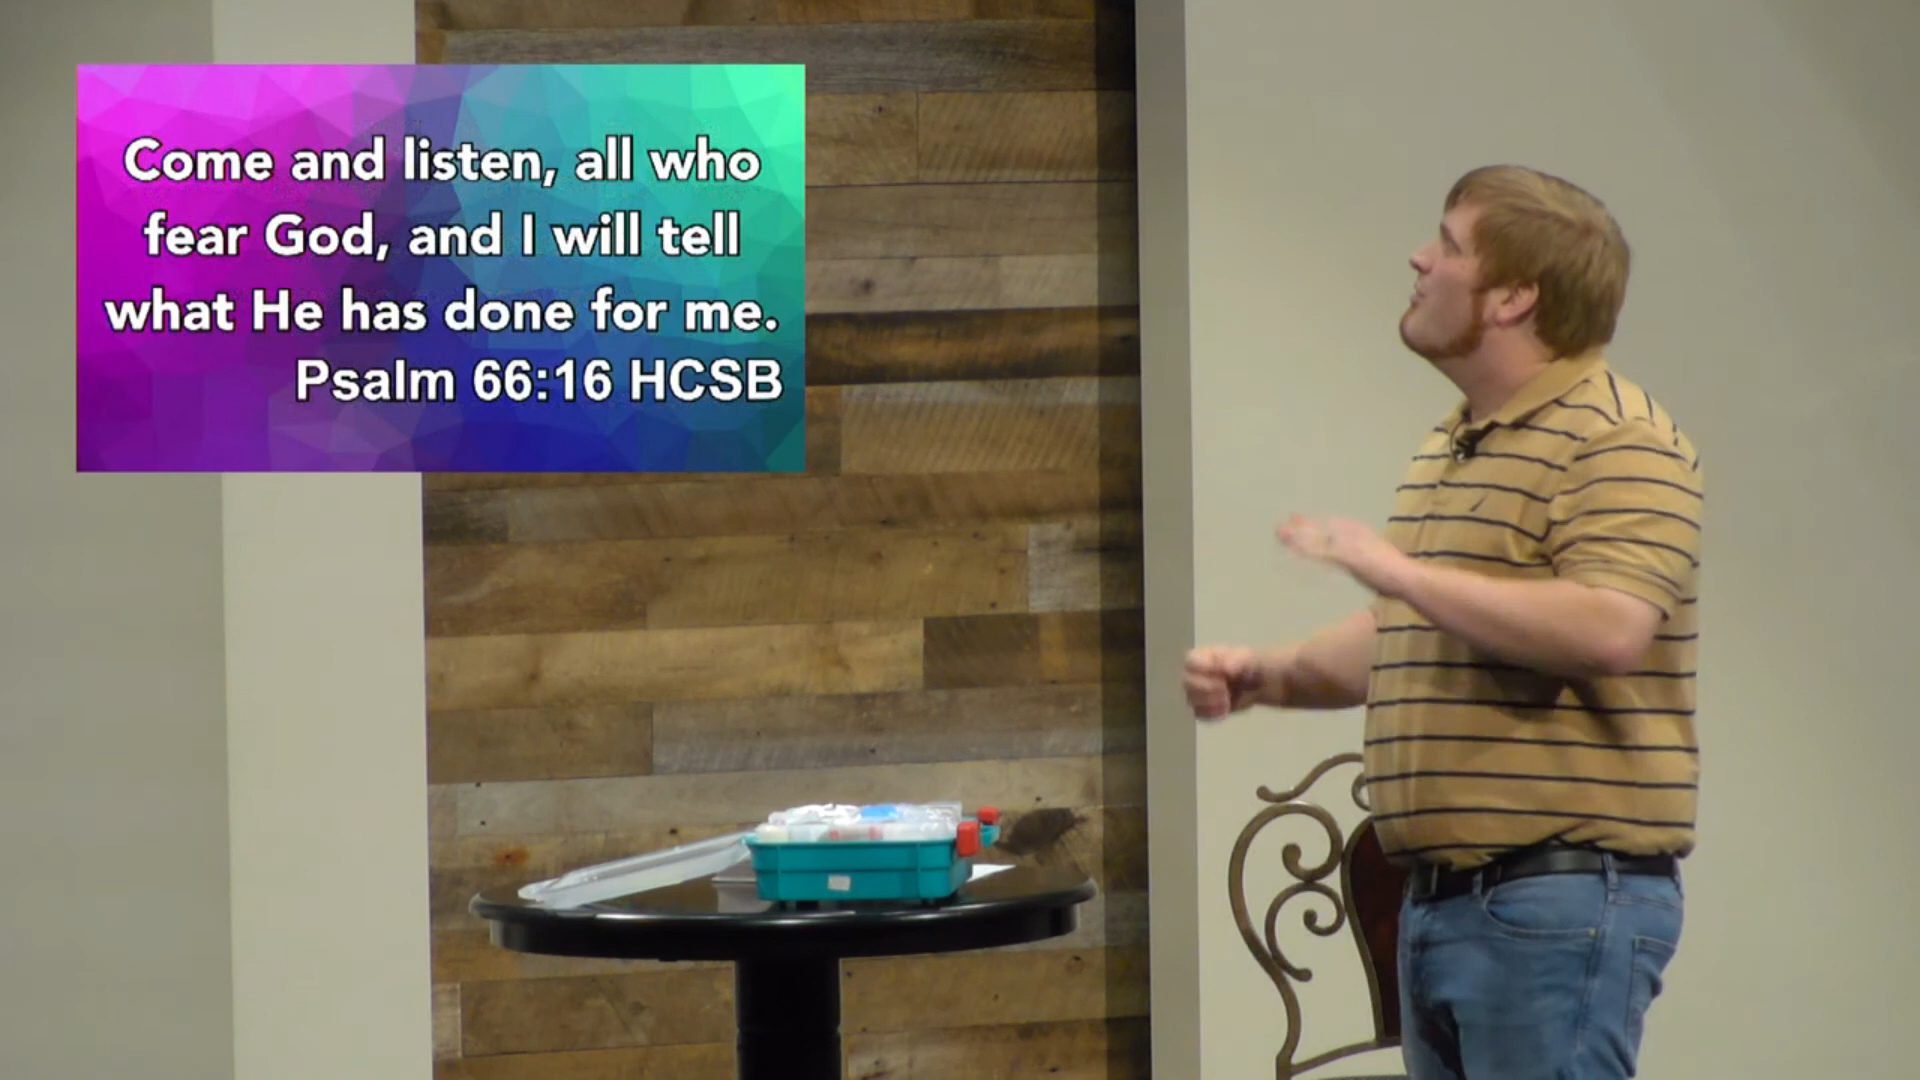 Come and listen, all who
fear God, and I will tell
what He has done for me.
Psalm 66:16 HCSB